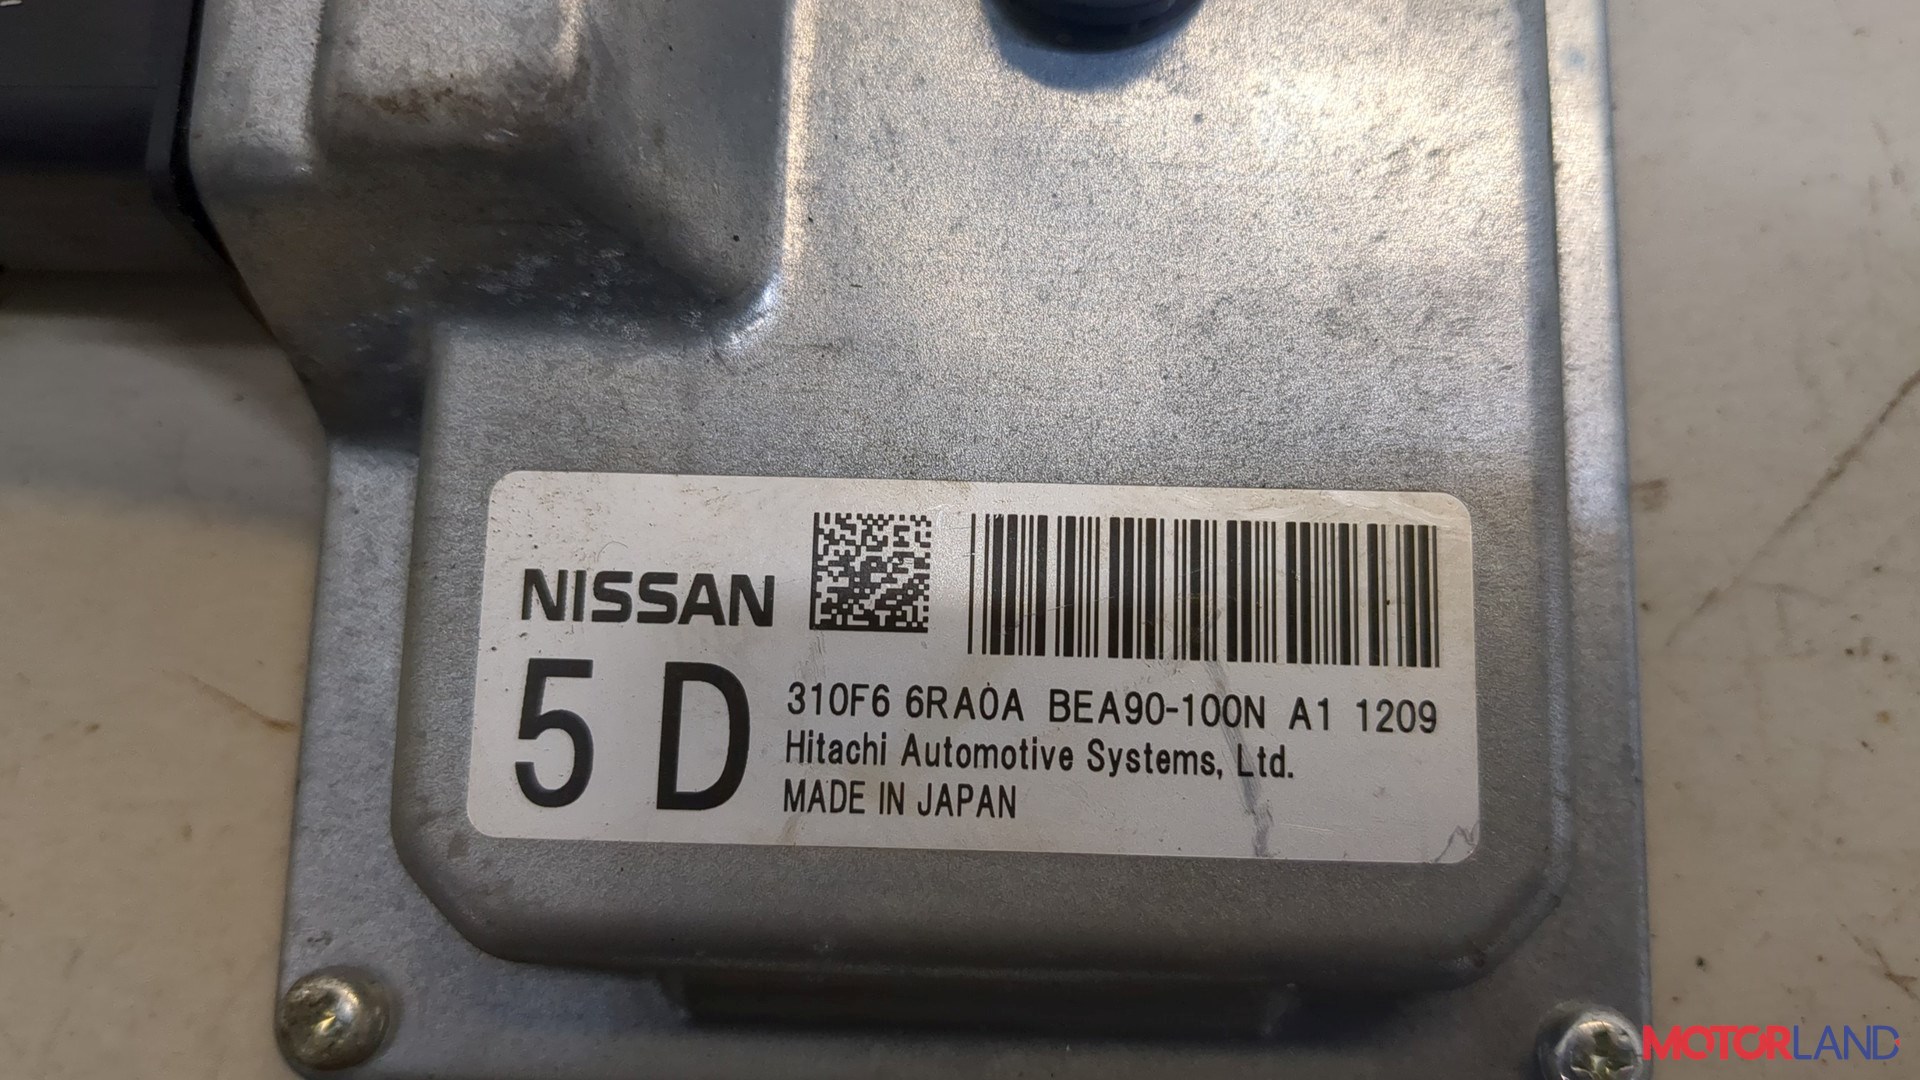 NISSAN
5 D
310F6 6RA0A BEA90-100N A1 1209
Hitachi Automotive Systems, Ltd.
MADE IN JAPAN
MOTORLAND